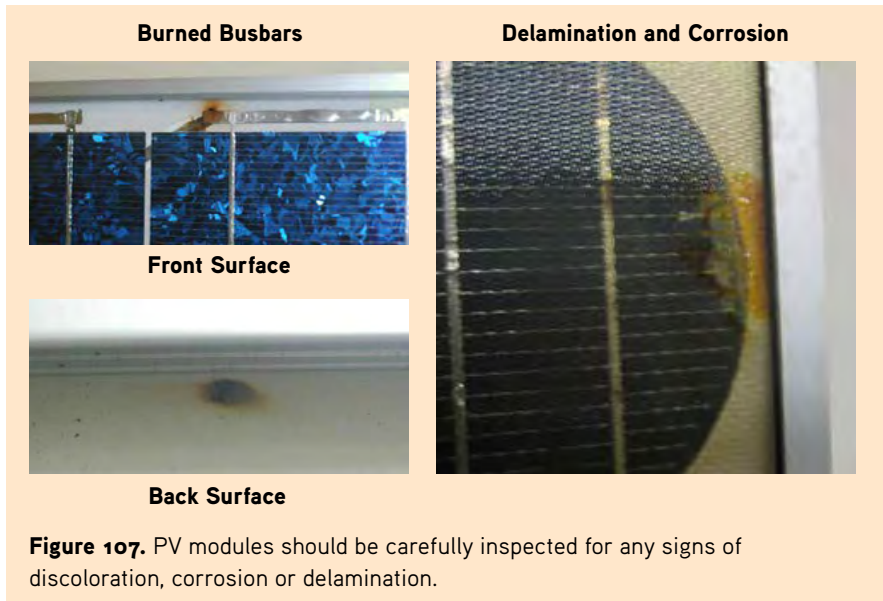 Burned Busbars
Front Surface
Back Surface
Delamination and Corrosion
Figure 107. PV modules should be carefully inspected for any signs of
discoloration, corrosion or delamination.